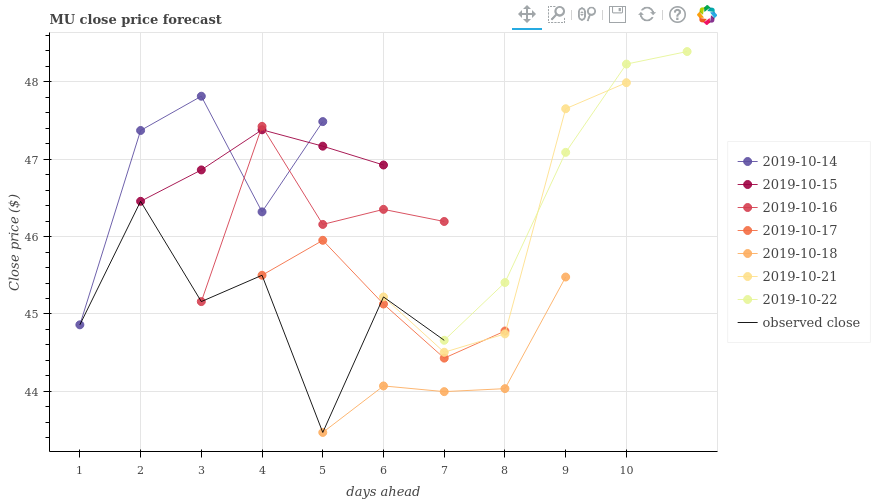 MU close price forecast
48
47
46
45
44
Close price ($)
1 2 3 4 5 6 7 8 9 10
days ahead
2019-10-14
2019-10-15
2019-10-16
2019-10-17
2019-10-18
2019-10-21
2019-10-22
observed close